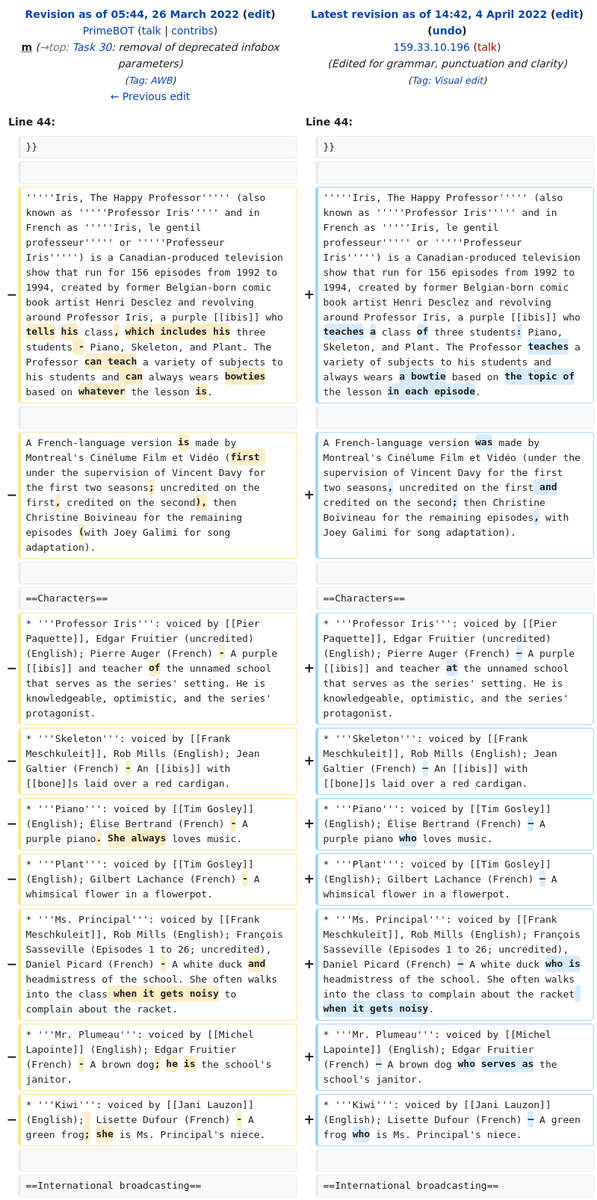 Revision as of 05:44, 26 March 2022 (edit)
PrimeBOT (talk | contribs)
m (→top: Task 30: removal of deprecated infobox
parameters)
(Tag: AWB)
← Previous edit
Latest revision as of 14:42, 4 April 2022 (edit)
(undo)
159.33.10.196 (talk)
(Edited for grammar, punctuation and clarity)
(Tag: Visual edit)
Line 44:
Line 44:
}}
}}
−
'''''Iris, The Happy Professor''''' (also
known as '''''Professor Iris''''' and in
French as '''''Iris, le gentil
professeur''''' or '''''Professeur
Iris''''') is a Canadian-produced television
show that run for 156 episodes from 1992 to
1994, created by former Belgian-born comic
book artist Henri Desclez and revolving
around Professor Iris, a purple [[ibis]] who
tells his class, which includes his three
students - Piano, Skeleton, and Plant. The
Professor can teach a variety of subjects to
his students and can always wears bowties
based on whatever the lesson is.
+
'''''Iris, The Happy Professor''''' (also
known as '''''Professor Iris''''' and in
French as '''''Iris, le gentil
professeur''''' or '''''Professeur
Iris''''') is a Canadian-produced television
show that run for 156 episodes from 1992 to
1994, created by former Belgian-born comic
book artist Henri Desclez and revolving
around Professor Iris, a purple [[ibis]] who
teaches a class of three students: Piano,
Skeleton, and Plant. The Professor teaches a
variety of subjects to his students and
always wears a bowtie based on the topic of
the lesson in each episode.
−
A French-language version is made by
Montreal's Cinélume Film et Vidéo (first
under the supervision of Vincent Davy for
the first two seasons; uncredited on the
first, credited on the second), then
Christine Boivineau for the remaining
episodes (with Joey Galimi for song
adaptation).
+
A French-language version was made by
Montreal's Cinélume Film et Vidéo (under the
supervision of Vincent Davy for the first
two seasons, uncredited on the first and
credited on the second; then Christine
Boivineau for the remaining episodes, with
Joey Galimi for song adaptation).
==Characters==
==Characters==
−
* '''Professor Iris''': voiced by [[Pier
Paquette]], Edgar Fruitier (uncredited)
(English); Pierre Auger (French) - A purple
[[ibis]] and teacher of the unnamed school
that serves as the series' setting. He is
knowledgeable, optimistic, and the series'
protagonist.
+
* '''Professor Iris''': voiced by [[Pier
Paquette]], Edgar Fruitier (uncredited)
(English); Pierre Auger (French) – A purple
[[ibis]] and teacher at the unnamed school
that serves as the series' setting. He is
knowledgeable, optimistic, and the series'
protagonist.
−
* '''Skeleton''': voiced by [[Frank
Meschkuleit]], Rob Mills (English); Jean
Galtier (French) - An [[ibis]] with
[[bone]]s laid over a red cardigan.
+
* '''Skeleton''': voiced by [[Frank
Meschkuleit]], Rob Mills (English); Jean
Galtier (French) – An [[ibis]] with
[[bone]]s laid over a red cardigan.
−
* '''Piano''': voiced by [[Tim Gosley]]
(English); Élise Bertrand (French) - A
purple piano. She always loves music.
+
* '''Piano''': voiced by [[Tim Gosley]]
(English); Élise Bertrand (French) – A
purple piano who loves music.
−
* '''Plant''': voiced by [[Tim Gosley]]
(English); Gilbert Lachance (French) - A
whimsical flower in a flowerpot.
+
* '''Plant''': voiced by [[Tim Gosley]]
(English); Gilbert Lachance (French) – A
whimsical flower in a flowerpot.
−
* '''Ms. Principal''': voiced by [[Frank
Meschkuleit]], Rob Mills (English); François
Sasseville (Episodes 1 to 26; uncredited),
Daniel Picard (French) - A white duck and
headmistress of the school. She often walks
into the class when it gets noisy to
complain about the racket.
+
* '''Ms. Principal''': voiced by [[Frank
Meschkuleit]], Rob Mills (English); François
Sasseville (Episodes 1 to 26; uncredited),
Daniel Picard (French) – A white duck who is
headmistress of the school. She often walks
into the class to complain about the racket
when it gets noisy.
−
* '''Mr. Plumeau''': voiced by [[Michel
Lapointe]] (English); Edgar Fruitier
(French) - A brown dog; he is the school's
janitor.
+
* '''Mr. Plumeau''': voiced by [[Michel
Lapointe]] (English); Edgar Fruitier
(French) – A brown dog who serves as the
school's janitor.
−
* '''Kiwi''': voiced by [[Jani Lauzon]]
(English); Lisette Dufour (French) - A
green frog; she is Ms. Principal's niece.
+
* '''Kiwi''': voiced by [[Jani Lauzon]]
(English); Lisette Dufour (French) – A green
frog who is Ms. Principal's niece.
==International broadcasting==
==International broadcasting==